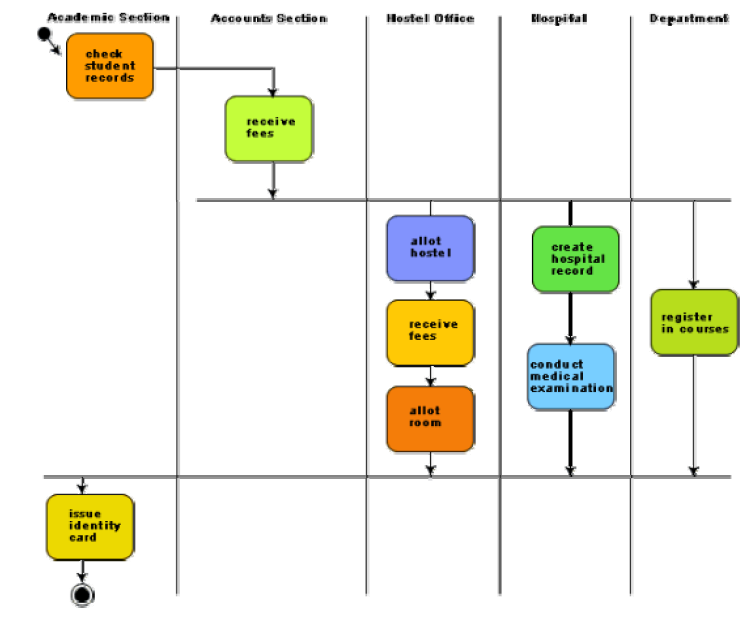 Academic Section
Accounts Section
Hostel Office
Hospital
Department
check
student
records
receive
fees
allot
hostel
receive
fees
allot
room
create
hospital
record
conduct
medical
examination
register
in courses
issue
identity
card